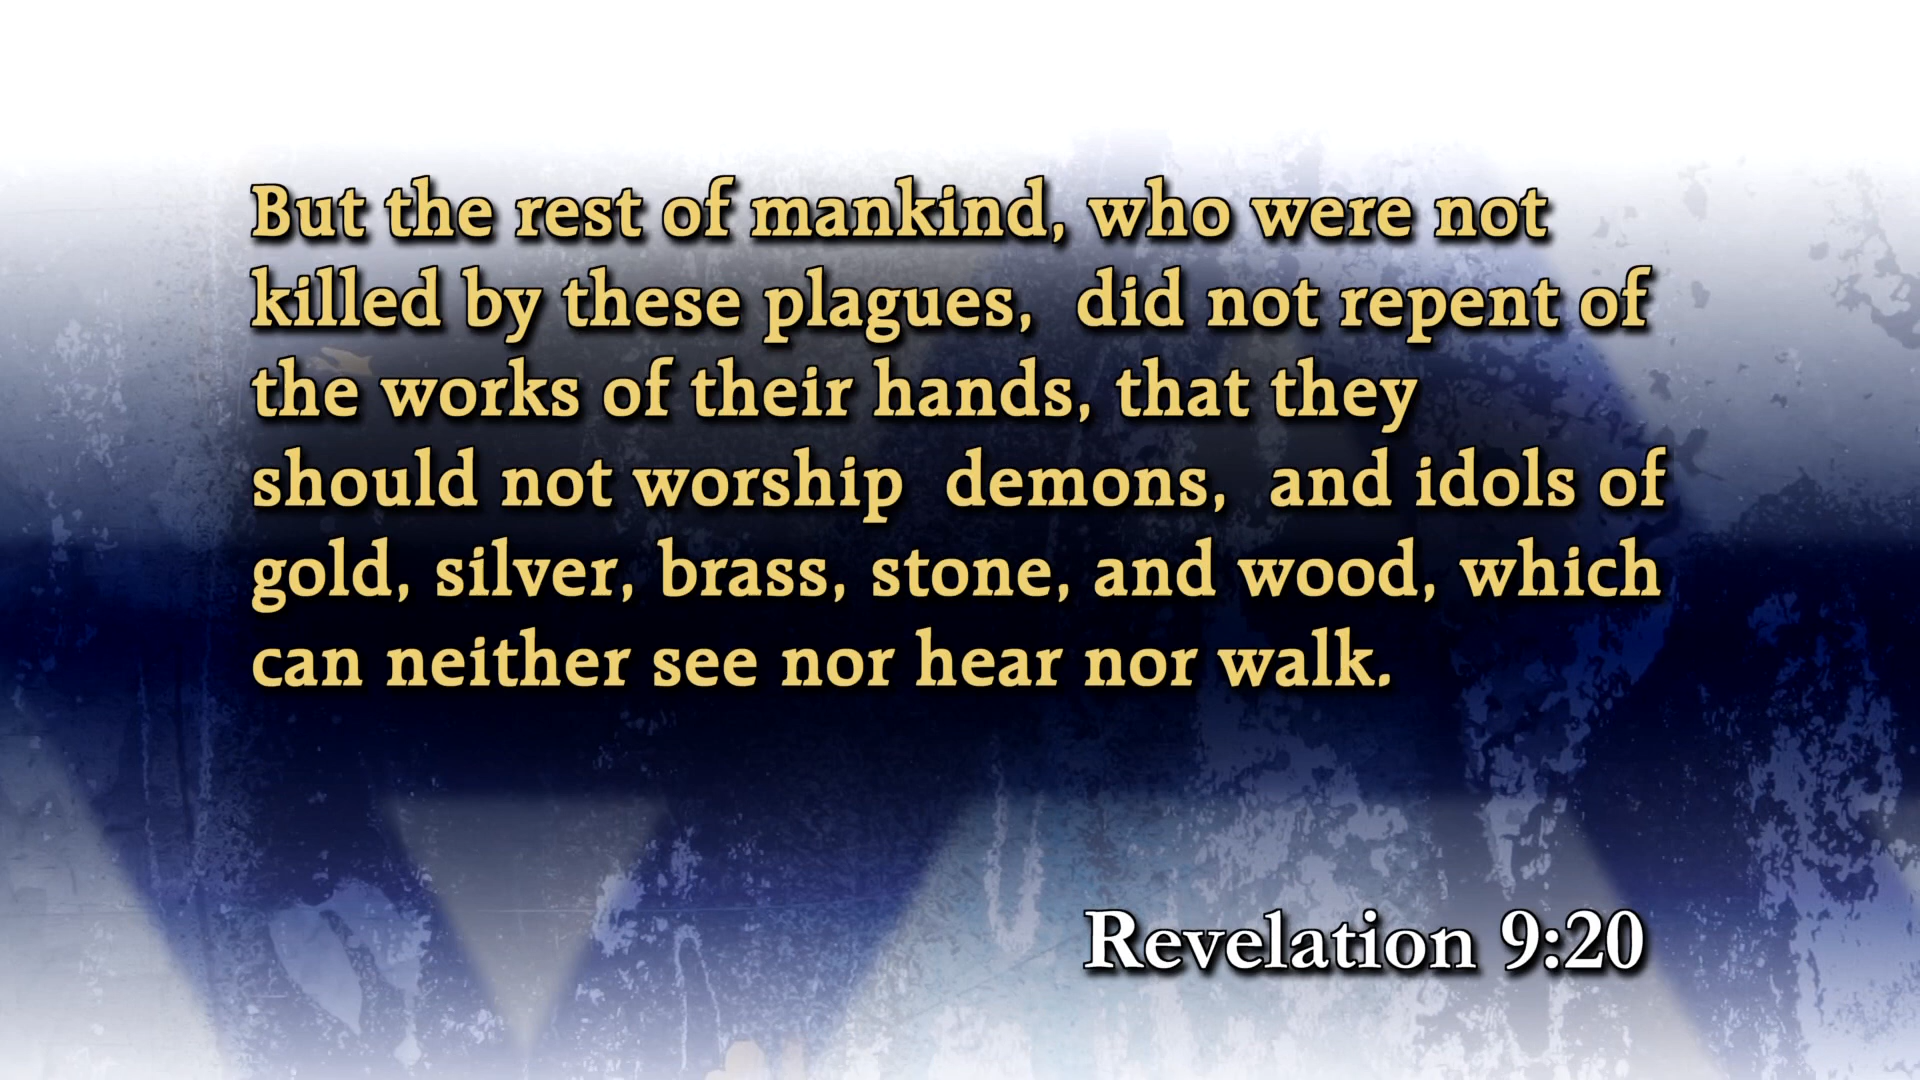 But the rest of mankind, who were not
killed by these plagues,  did not repent of
the works of their hands, that they
should not worship  demons,  and idols of
gold, silver, brass, stone, and wood, which
can neither see nor hear nor walk.
Revelation 9:20